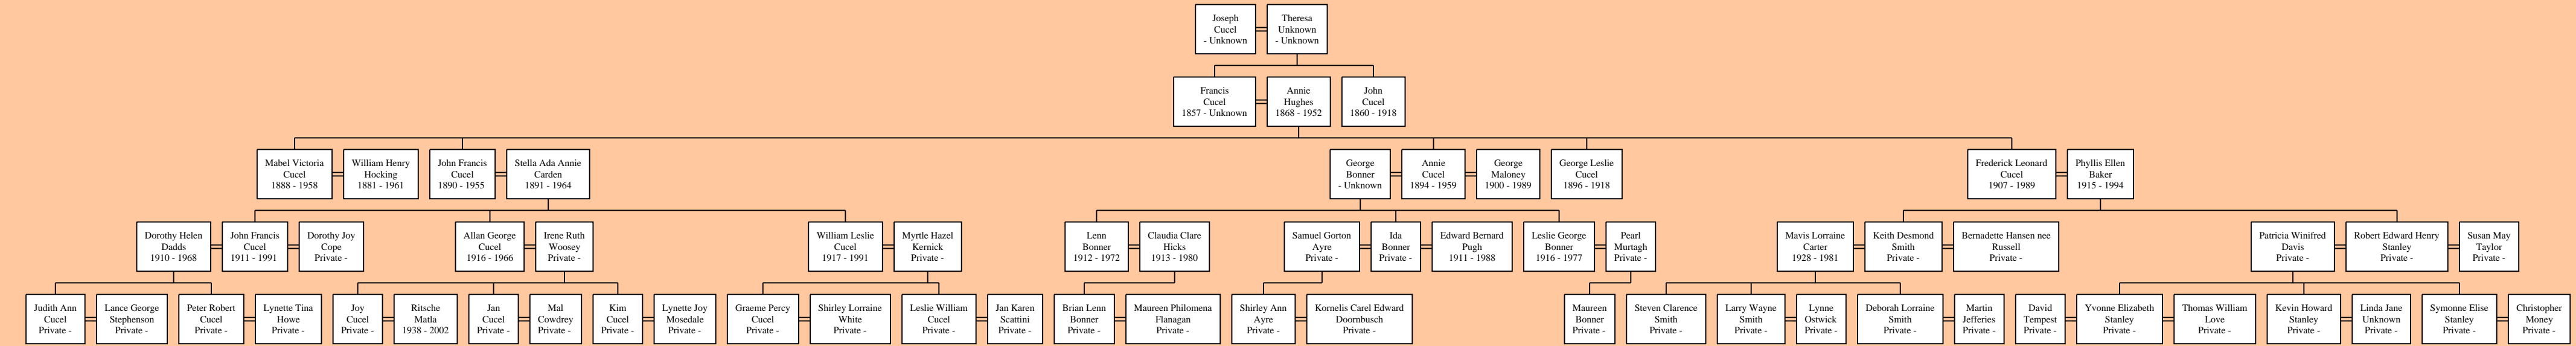 Joseph
Cucel
- Unknown
Theresa
Unknown
- Unknown
Francis
Cucel
1857 - Unknown
Annie
Hughes
1868 - 1952
John
Cucel
1860 - 1918
Mabel Victoria
Cucel
1888 - 1958
William Henry
Hocking
1881 - 1961
John Francis
Cucel
1890 - 1955
Stella Ada Annie
Carden
1891 - 1964
George
Bonner
- Unknown
Annie
Cucel
1894 - 1959
George
Maloney
1900 - 1989
George Leslie
Cucel
1896 - 1918
Frederick Leonard
Cucel
1907 - 1989
Phyllis Ellen
Baker
1915 - 1994
Dorothy Helen
Dadds
1910 - 1968
John Francis
Cucel
1911 - 1991
Dorothy Joy
Cope
Private -
Allan George
Cucel
1916 - 1966
Irene Ruth
Woosey
Private -
William Leslie
Cucel
1917 - 1991
Myrtle Hazel
Kernick
Private -
Lenn
Bonner
1912 - 1972
Claudia Clare
Hicks
1913 - 1980
Samuel Gorton
Ayre
Private -
Ida
Bonner
Private -
Edward Bernard
Pugh
1911 - 1988
Leslie George
Bonner
1916 - 1977
Pearl
Murtagh
Private -
Mavis Lorraine
Carter
1928 - 1981
Keith Desmond
Smith
Private -
Bernadette Hansen nee
Russell
Private -
Patricia Winifred
Davis
Private -
Robert Edward Henry
Stanley
Private -
Susan May
Taylor
Private -
Judith Ann
Cucel
Private -
Lance George
Stephenson
Private -
Peter Robert
Cucel
Private -
Lynette Tina
Howe
Private -
Joy
Cucel
Private -
Ritsche
Matla
1938 - 2002
Jan
Cucel
Private -
Mal
Cowdrey
Private -
Kim
Cucel
Private -
Lynette Joy
Mosedale
Private -
Graeme Percy
Cucel
Private -
Shirley Lorraine
White
Private -
Leslie William
Cucel
Private -
Jan Karen
Scattini
Private -
Brian Lenn
Bonner
Private -
Maureen Philomena
Flanagan
Private -
Shirley Ann
Ayre
Private -
Kornelis Carel Edward
Doornbusch
Private -
Maureen
Bonner
Private -
Steven Clarence
Smith
Private -
Larry Wayne
Smith
Private -
Lynne
Ostwick
Private -
Deborah Lorraine
Smith
Private -
Martin
Jefferies
Private -
David
Tempest
Private -
Yvonne Elizabeth
Stanley
Private -
Thomas William
Love
Private -
Kevin Howard
Stanley
Private -
Linda Jane
Unknown
Private -
Symonne Elise
Stanley
Private -
Christopher
Money
Private -